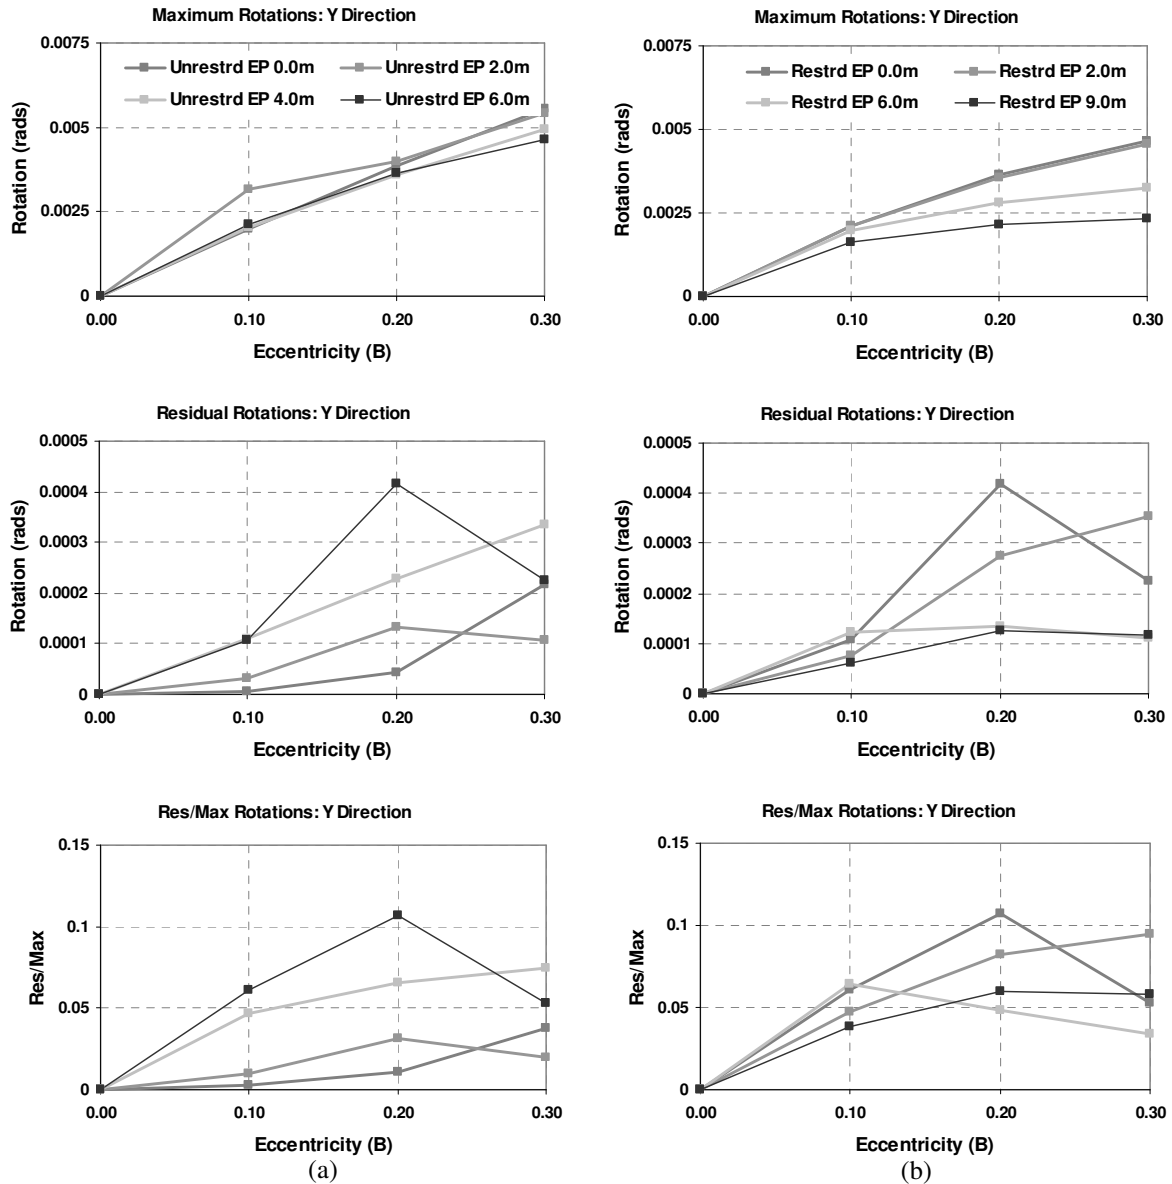 Maximum Rotations: Y Direction
0.0075
0.005
0.0025
0
Rotation (rads)
Unrestrd EP 0.0m
Unrestrd EP 2.0m
Unrestrd EP 4.0m
Unrestrd EP 6.0m
0.00
0.10
0.20
0.30
Eccentricity (B)
Maximum Rotations: Y Direction
0.0075
0.005
0.0025
0
Rotation (rads)
Restrd EP 0.0m
Restrd EP 2.0m
Restrd EP 6.0m
Restrd EP 9.0m
0.00
0.10
0.20
0.30
Eccentricity (B)
Residual Rotations: Y Direction
0.0005
0.0004
0.0003
0.0002
0.0001
0
Rotation (rads)
0.00
0.10
0.20
0.30
Eccentricity (B)
Residual Rotations: Y Direction
0.0005
0.0004
0.0003
0.0002
0.0001
0
Rotation (rads)
0.00
0.10
0.20
0.30
Eccentricity (B)
Res/Max Rotations: Y Direction
0.15
0.1
0.05
0
Res/Max
0.00
0.10
0.20
0.30
Eccentricity (B)
(a)
Res/Max Rotations: Y Direction
0.15
0.1
0.05
0
Res/Max
0.00
0.10
0.20
0.30
Eccentricity (B)
(b)